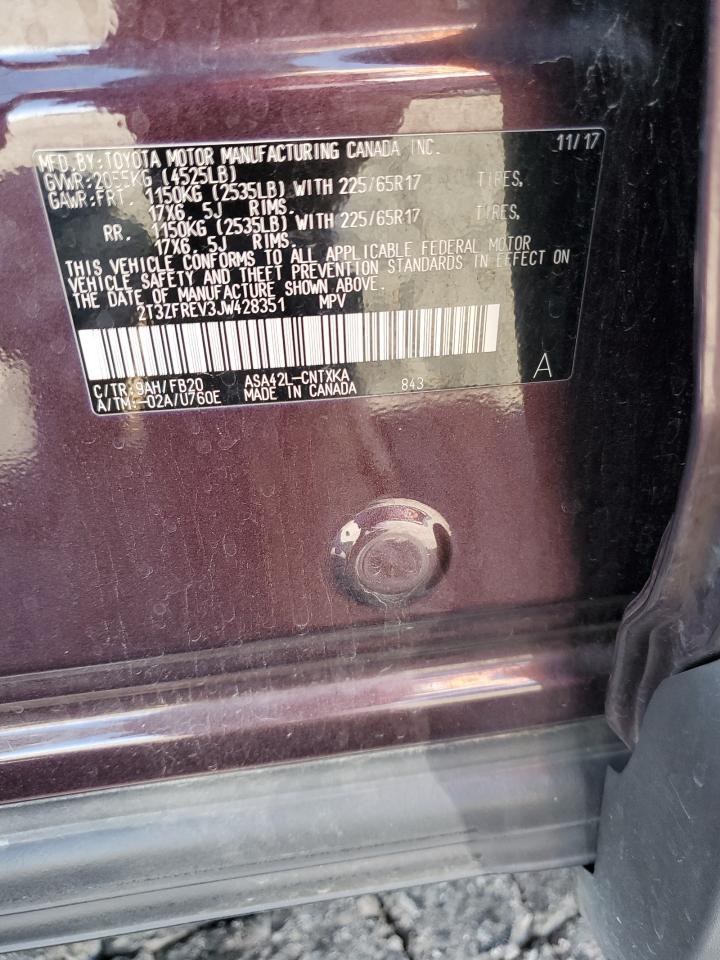 MFD.BY:TOYOTA MOTOR MANUFACTURING CANADA INC. 11/17
GVWR:2055KG (4525LB)
GAWR:FRT. 1150KG (2535LB) WITH 225/65R17 TIRES,
17X6.5J RIMS.
RR. 1150KG (2535LB) WITH 225/65R17 TIRES,
17X6.5J RIMS.
THIS VEHICLE CONFORMS TO ALL APPLICABLE FEDERAL MOTOR
VEHICLE SAFETY AND THEFT PREVENTION STANDARDS IN EFFECT ON
THE DATE OF MANUFACTURE SHOWN ABOVE.
2T3ZFREV3JW428351 MPV
C/TR:9AH/FB20 ASA42L-CNTXKA 843 A
A/TM:-02A/U760E MADE IN CANADA